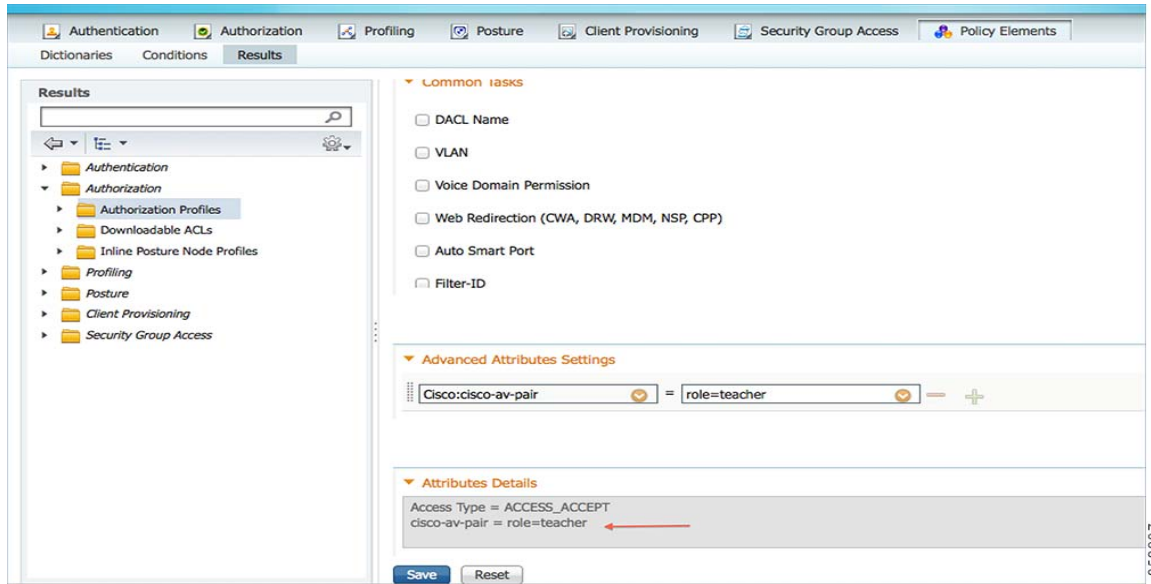 Authentication Authorization Profiling Posture Client Provisioning Security Group Access Policy Elements
Dictionaries Conditions Results
Results
Authentication
Authorization
Authorization Profiles
Downloadable ACLs
Inline Posture Node Profiles
Profiling
Posture
Client Provisioning
Security Group Access
Common Tasks
DACL Name
VLAN
Voice Domain Permission
Web Redirection (CWA, DRW, MDM, NSP, CPP)
Auto Smart Port
Filter-ID
Advanced Attributes Settings
Cisco:cisco-av-pair = role=teacher
Attributes Details
Access Type = ACCESS_ACCEPT
cisco-av-pair = role=teacher
Save Reset